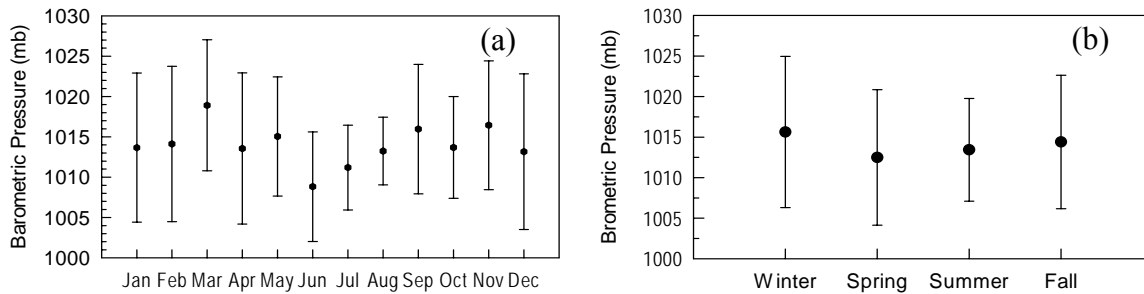 (a)
Barometric Pressure (mb)
1030
1025
1020
1015
1010
1005
1000
Jan Feb Mar Apr May Jun Jul Aug Sep Oct Nov Dec
(b)
Brometric Pressure (mb)
1030
1025
1020
1015
1010
1005
1000
Winter Spring Summer Fall